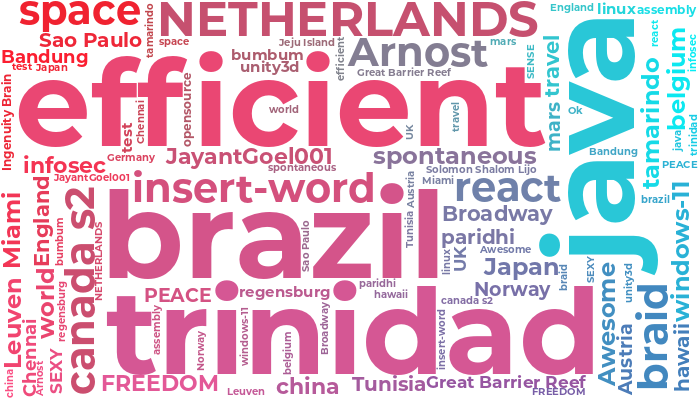 space
NETHERLANDS
England
linux
assembly
tamarindo
Sao Paulo
space
Jeju Island
efficient
Arnost
mars
SENSE
mars travel
java
react
belgium
infosec
Bandung
test
Japan
bumbum
unity3d
Great Barrier Reef
Ingenuity Brain
efficient
test
chennai
opensource
world
UK
travel
Ok
tamarindo
java
trinidad
Germany
JayantGoel001
spontaneous
Bandung
PEACE
infosec
JayantGoel001
spontaneous
Solomon
Shalom
Lijo
Miami
insert-word
react
brazil
Miami
England
canada s2
brazil
Tunisia
Austria
Broadway
windows-11
bumbum
NETHERLANDS
Sao Paulo
paridhi
linux
UK
Awesome
Leuven
world
regensburg
PEACE
regensburg
paridhi
hawaii
Japan
Norway
braid
SEXY
Awesome
unity3d
braid
trinidad
canada s2
Chennai
assembly
Norway
windows-11
belgium
Broadway
insert-word
Austria
hawaii
china
Arnost
SEXY
FREEDOM
Leuven
china
Tunisia
Great Barrier Reef
FREEDOM